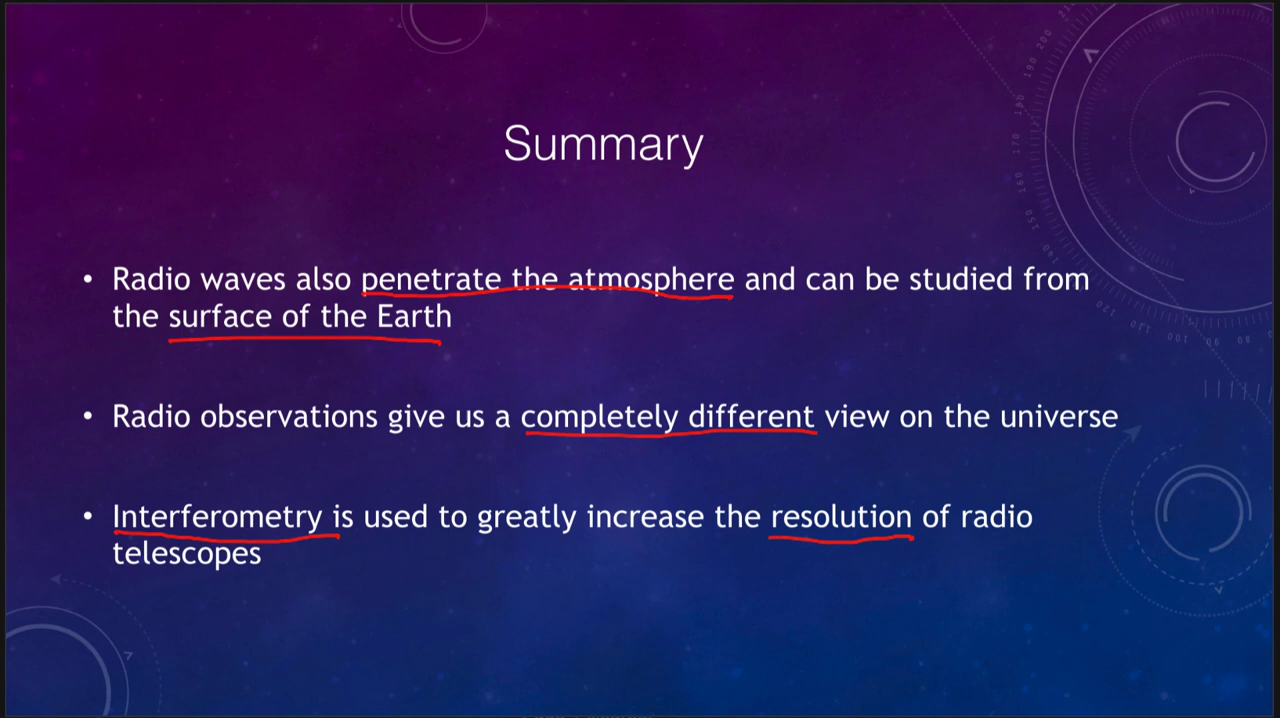 Summary
• Radio waves also penetrate the atmosphere and can be studied from
the surface of the Earth
• Radio observations give us a completely different view on the universe
• Interferometry is used to greatly increase the resolution of radio
telescopes